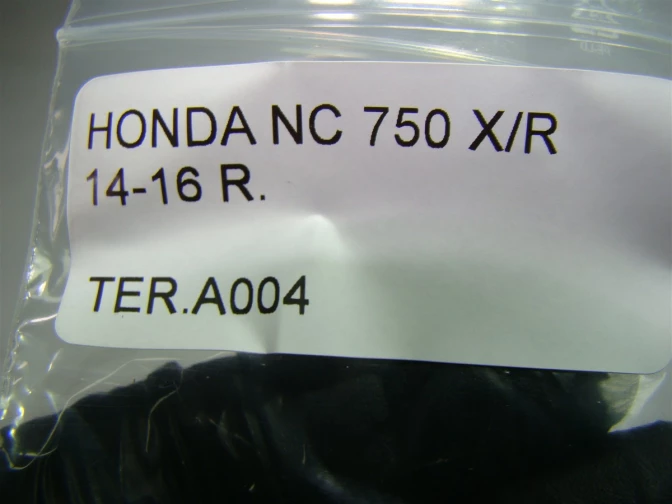 HONDA NC 750 X/R
14-16 R.
TER.A004